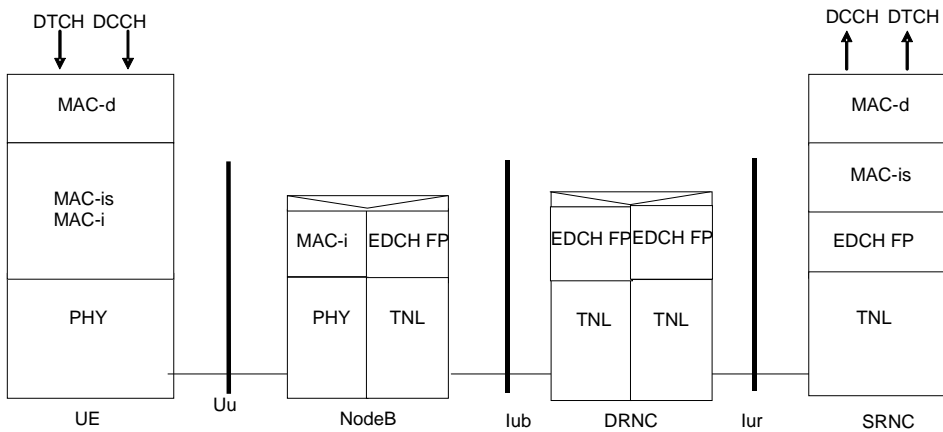 DTCH DCCH
DCCH DTCH
MAC-d
MAC-d
MAC-is
MAC-i
MAC-is
MAC-i
EDCH FP
EDCH FP
EDCH FP
EDCH FP
PHY
PHY
TNL
TNL
TNL
TNL
UE
Uu
NodeB
Iub
DRNC
Iur
SRNC